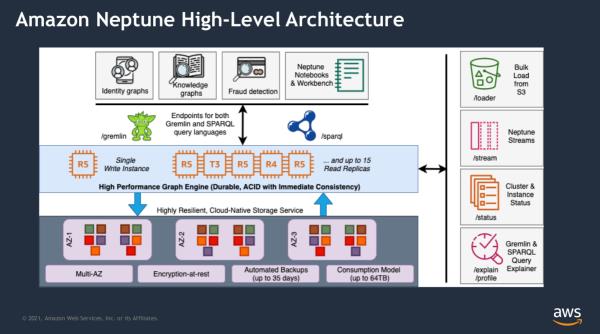 Amazon Neptune High-Level Architecture
Identity graphs
Knowledge
graphs
Fraud detection
Neptune
Notebooks
& Workbench
/gremlin
Endpoints for both
Gremlin and SPARQL
query languages
/sparql
R5
Single
Write Instance
R5
T3
R5
R4
R5
... and up to 15
Read Replicas
High Performance Graph Engine (Durable, ACID with Immediate Consistency)
Highly Resilient, Cloud-Native Storage Service
AZ-1
AZ-2
AZ-3
Multi-AZ
Encryption-at-rest
Automated Backups
(up to 35 days)
Consumption Model
(up to 64TB)
/loader
Bulk
Load
from
S3
/stream
Neptune
Streams
/status
Cluster &
Instance
Status
/explain
/profile
Gremlin &
SPARQL
Query
Explainer
© 2021, Amazon Web Services, Inc. or its Affiliates.
aws